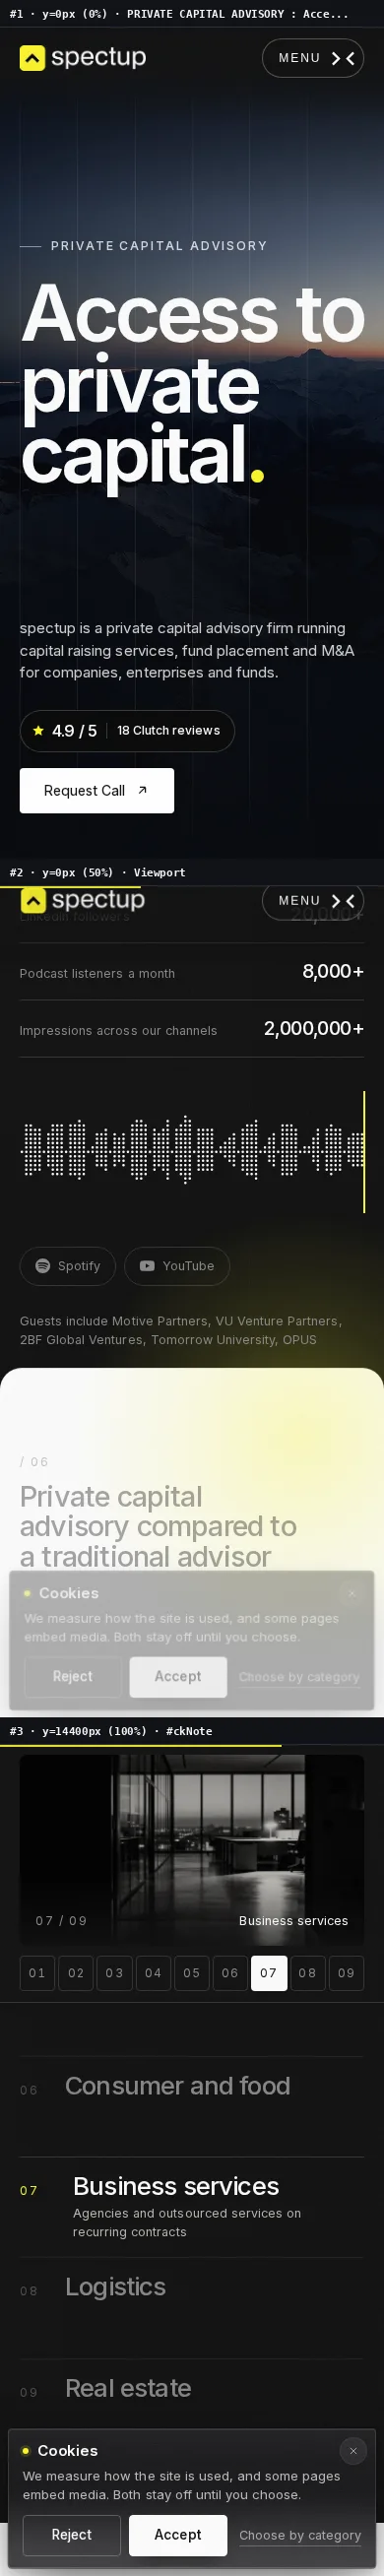 #1 · y=0px (0%) · PRIVATE CAPITAL ADVISORY : Acce...
spectup
MENU
PRIVATE CAPITAL ADVISORY
Access to
private
capital.
spectup is a private capital advisory firm running
capital raising services, fund placement and M&A
for companies, enterprises and funds.
4.9 / 5 18 Clutch reviews
Request Call
#2 · y=0px (50%) · Viewport
spectup
MENU
LinkedIn followers 20,000+
Podcast listeners a month 8,000+
Impressions across our channels 2,000,000+
Spotify YouTube
Guests include Motive Partners, VU Venture Partners,
2BF Global Ventures, Tomorrow University, OPUS
/ 06
Private capital
advisory compared to
a traditional advisor
Cookies
We measure how the site is used, and some pages
embed media. Both stay off until you choose.
Reject Accept Choose by category
#3 · y=14400px (100%) · #ckNote
07 / 09 Business services
01 02 03 04 05 06 07 08 09
06 Consumer and food
07 Business services
Agencies and outsourced services on
recurring contracts
08 Logistics
09 Real estate
Cookies
We measure how the site is used, and some pages
embed media. Both stay off until you choose.
Reject Accept Choose by category